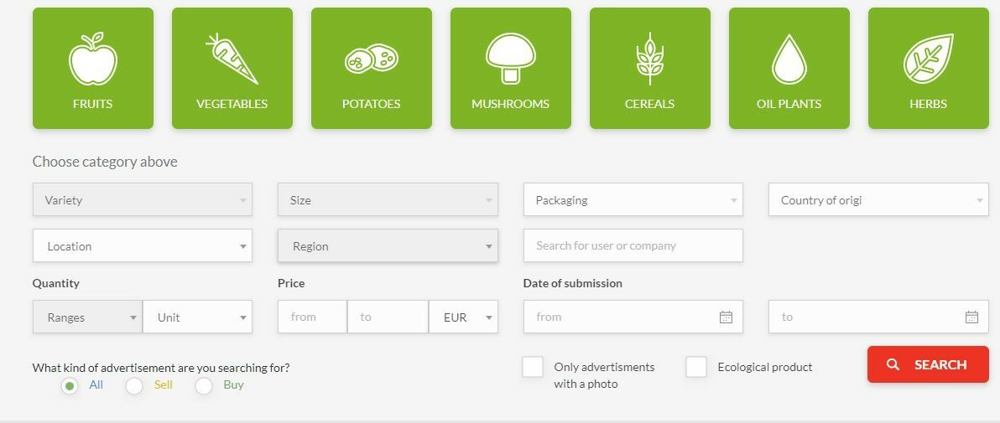 FRUITS VEGETABLES POTATOES MUSHROOMS CEREALS OIL PLANTS HERBS
Choose category above
Variety Size Packaging Country of origi
Location Region Search for user or company
Quantity Price Date of submission
Ranges Unit from to EUR from to
What kind of advertisement are you searching for?
All Sell Buy
Only advertisments
with a photo
Ecological product
SEARCH